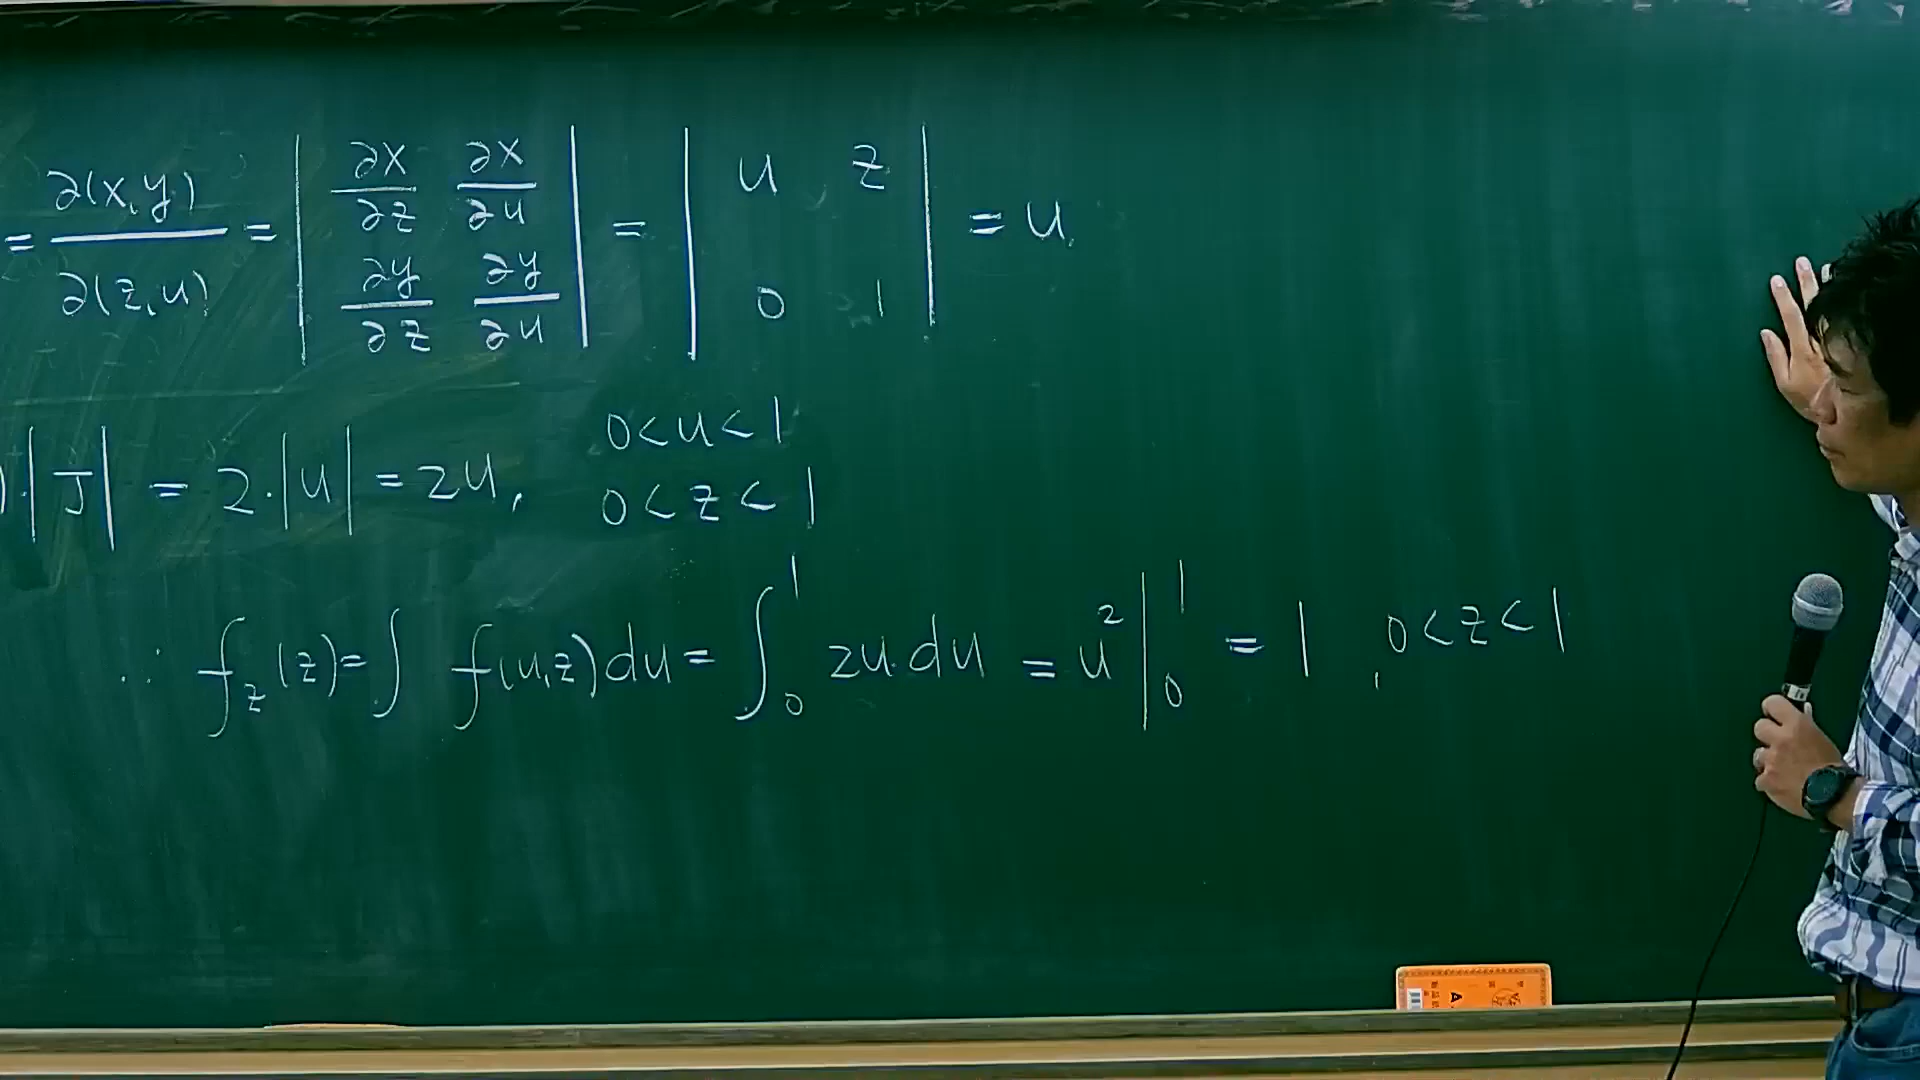 = ∂(x,y)/∂(z,u) = | ∂x/∂z ∂x/∂u ; ∂y/∂z ∂y/∂u | = | u z ; 0 1 | = u.
)·|J| = 2·|u| = 2u, 0<u<1
0<z<1
∵ f_z(z) = ∫ f(u,z) du = ∫₀¹ 2u·du = u² |₀¹ = 1, 0<z<1
A